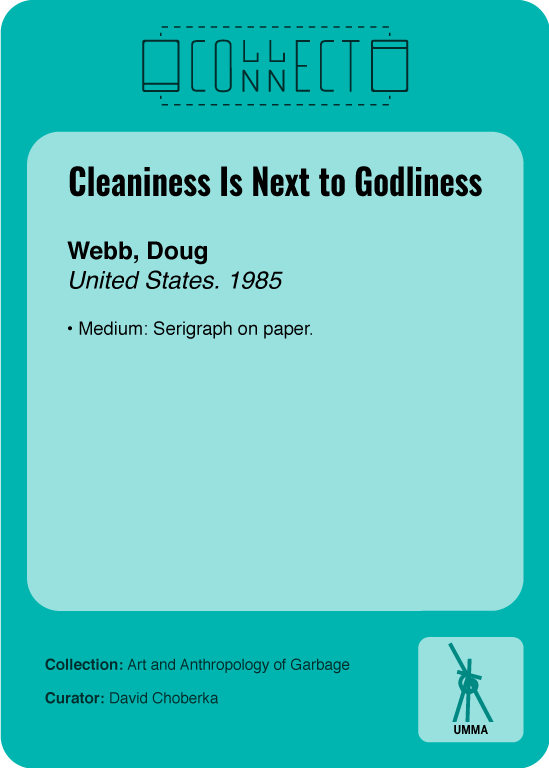 COLLECT
CONNECT
Cleaniness Is Next to Godliness
Webb, Doug
United States. 1985
• Medium: Serigraph on paper.
Collection: Art and Anthropology of Garbage
Curator: David Choberka
UMMA